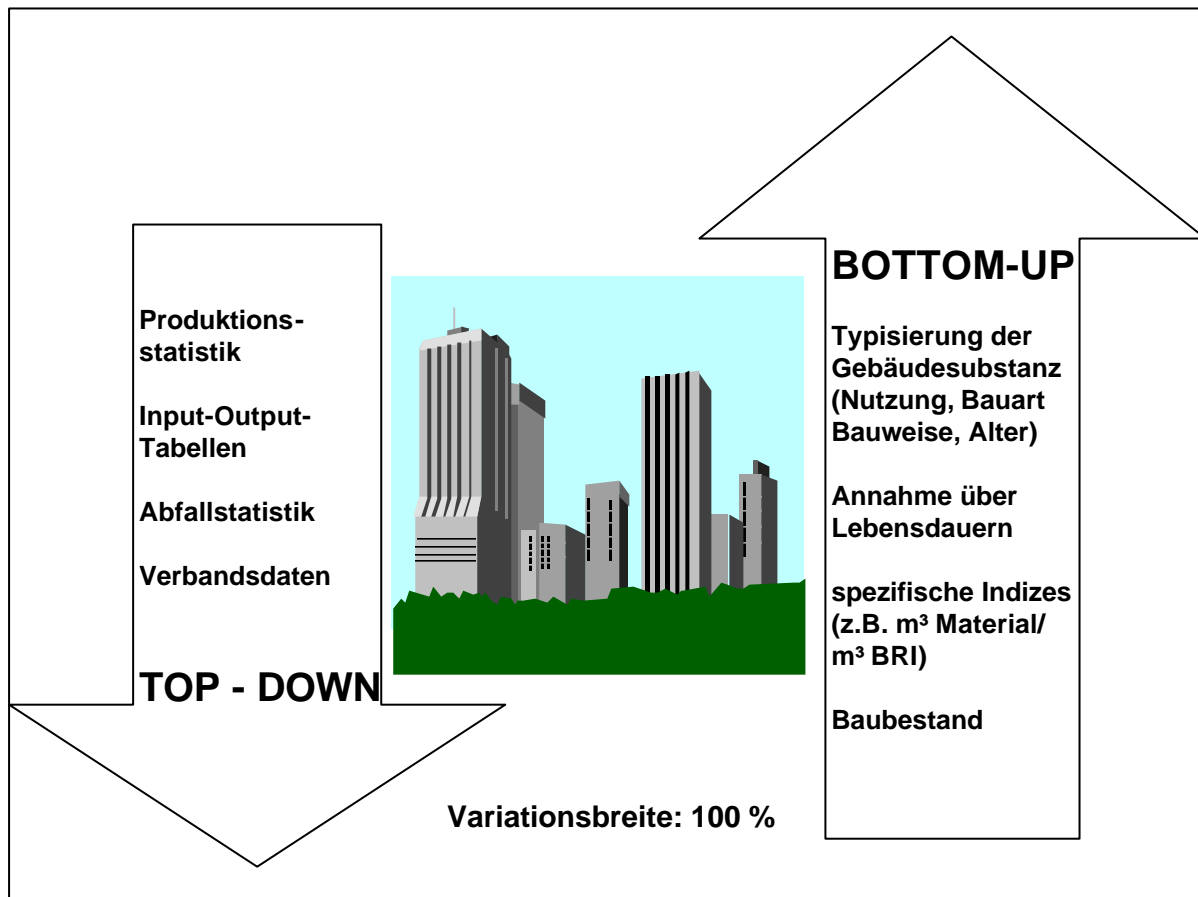 Produktions-
statistik
Input-Output-
Tabellen
Abfallstatistik
Verbandsdaten
TOP - DOWN
BOTTOM-UP
Typisierung der
Gebäudesubstanz
(Nutzung, Bauart
Bauweise, Alter)
Annahme über
Lebensdauern
spezifische Indizes
(z.B. m³ Material/
m³ BRI)
Baubestand
Variationsbreite: 100 %